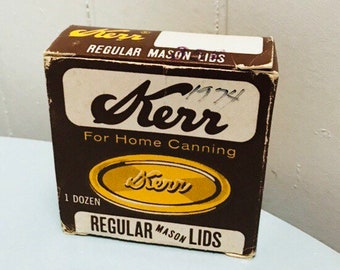 Kerr
REGULAR MASON LIDS
Kerr
1974
For Home Canning
Kerr
1 DOZEN
REGULAR MASON LIDS